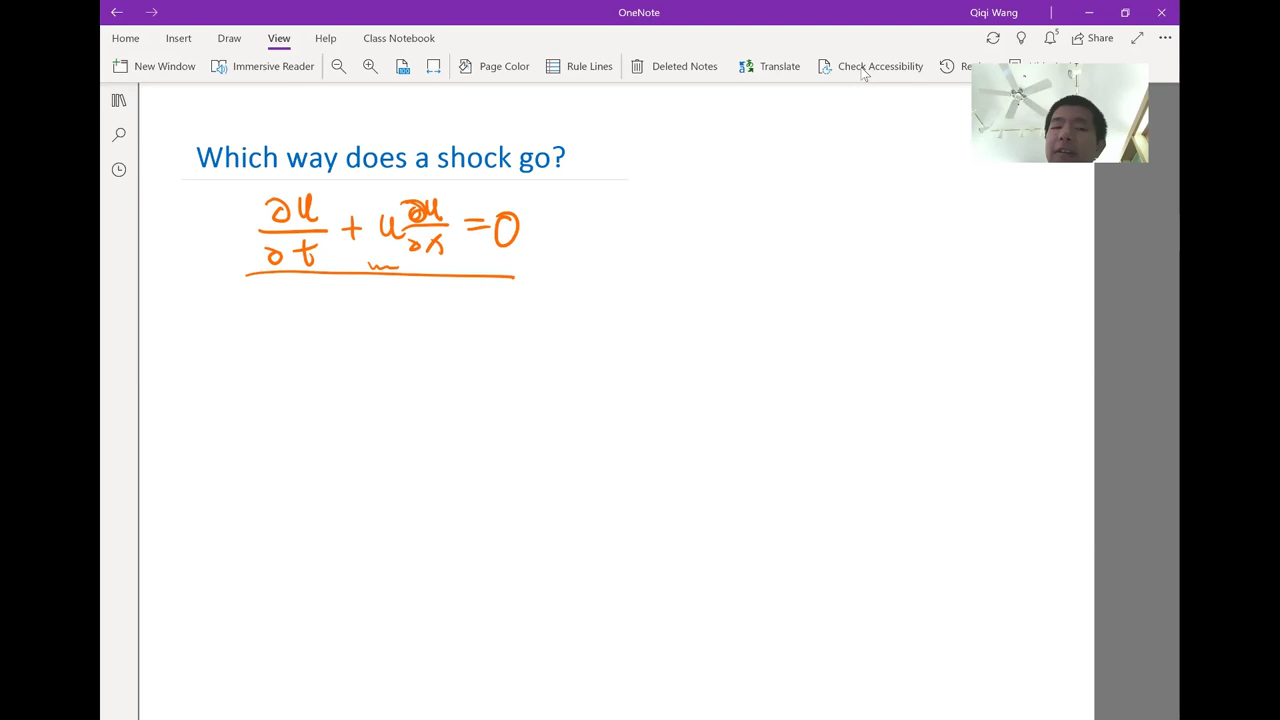 OneNote
Qiqi Wang
Home Insert Draw View Help Class Notebook
5 Share
New Window Immersive Reader Page Color Rule Lines Deleted Notes Translate Check Accessibility
Which way does a shock go?
∂u/∂t + u ∂u/∂x = 0